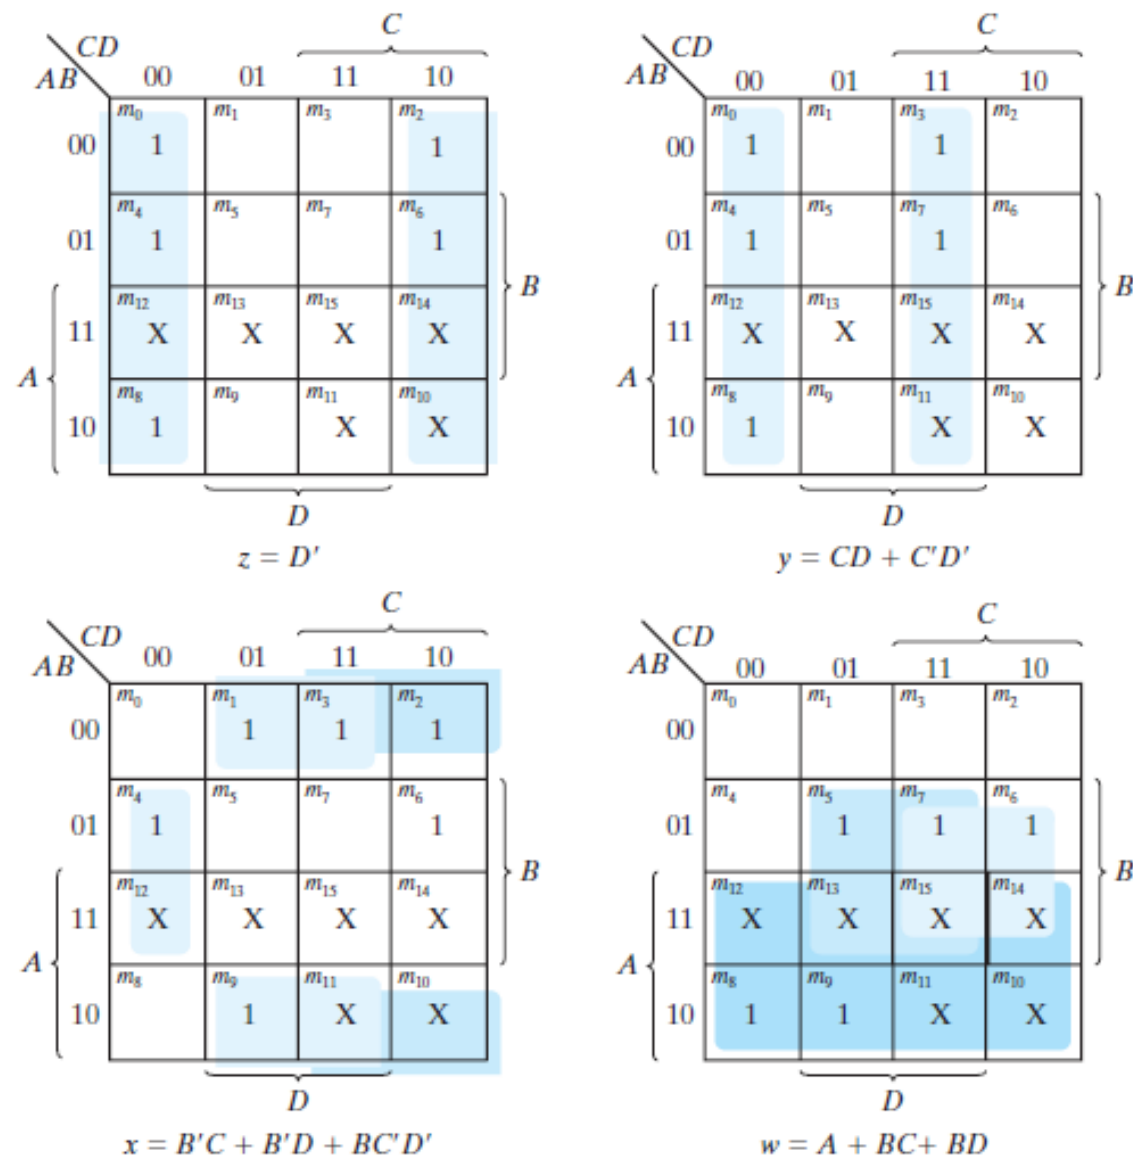 C C
CD CD
AB 00 01 11 10 AB 00 01 11 10
m0 m1 m3 m2 m0 m1 m3 m2
00 1 1 00 1 1
m4 m5 m7 m6 m4 m5 m7 m6
01 1 1 01 1 1
B B
m12 m13 m15 m14 m12 m13 m15 m14
11 X X X X 11 X X X X
A A
m8 m9 m11 m10 m8 m9 m11 m10
10 1 X X 10 1 X X
D D
z = D′ y = CD + C′D′
C C
CD CD
AB 00 01 11 10 AB 00 01 11 10
m0 m1 m3 m2 m0 m1 m3 m2
00 1 1 1 00
m4 m5 m7 m6 m4 m5 m7 m6
01 1 1 01 1 1 1
B B
m12 m13 m15 m14 m12 m13 m15 m14
11 X X X X 11 X X X X
A A
m8 m9 m11 m10 m8 m9 m11 m10
10 1 X X 10 1 1 X X
D D
x = B′C + B′D + BC′D′ w = A + BC+ BD